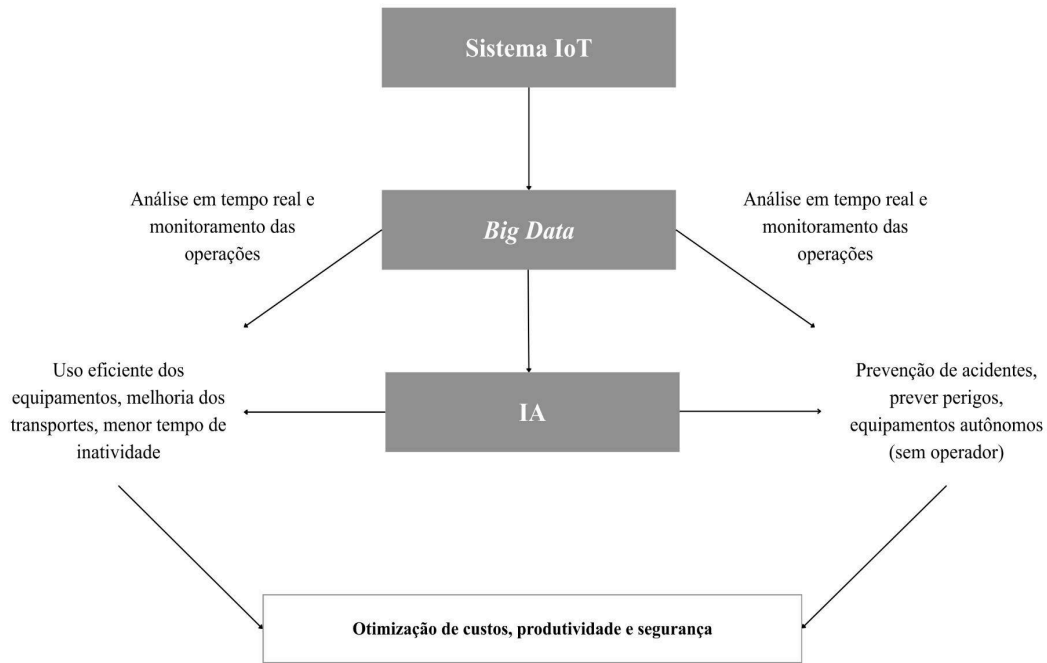 Sistema IoT
Análise em tempo real e
monitoramento das
operações
Big Data
Análise em tempo real e
monitoramento das
operações
Uso eficiente dos
equipamentos, melhoria dos
transportes, menor tempo de
inatividade
IA
Prevenção de acidentes,
prever perigos,
equipamentos autônomos
(sem operador)
Otimização de custos, produtividade e segurança